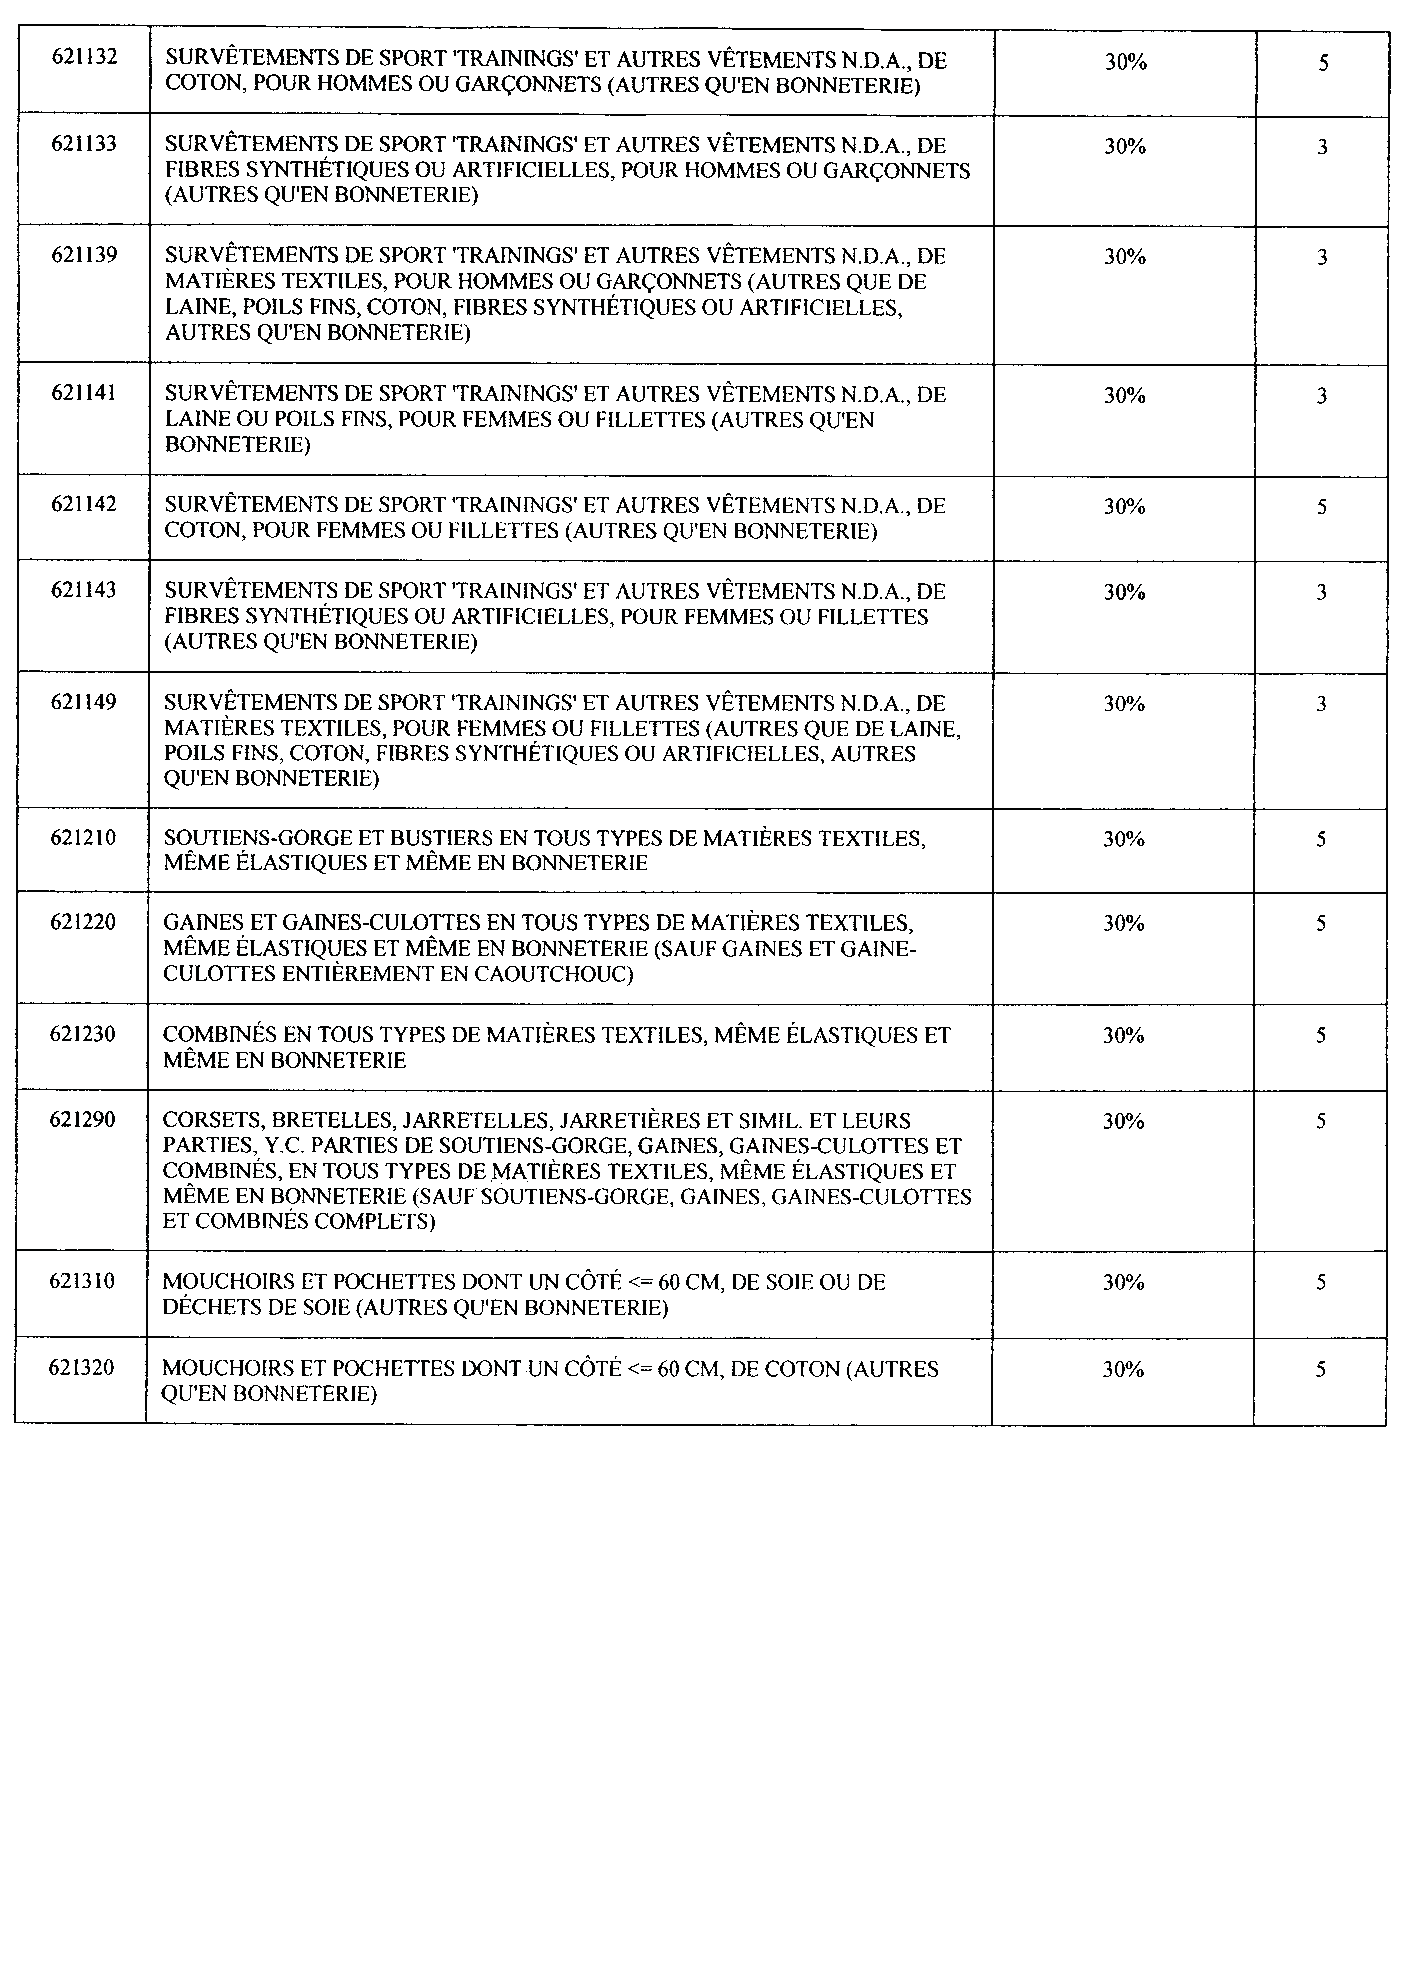 621132 SURVÊTEMENTS DE SPORT 'TRAININGS' ET AUTRES VÊTEMENTS N.D.A., DE 30% 5
COTON, POUR HOMMES OU GARÇONNETS (AUTRES QU'EN BONNETERIE)
621133 SURVÊTEMENTS DE SPORT 'TRAININGS' ET AUTRES VÊTEMENTS N.D.A., DE 30% 3
FIBRES SYNTHÉTIQUES OU ARTIFICIELLES, POUR HOMMES OU GARÇONNETS
(AUTRES QU'EN BONNETERIE)
621139 SURVÊTEMENTS DE SPORT 'TRAININGS' ET AUTRES VÊTEMENTS N.D.A., DE 30% 3
MATIÈRES TEXTILES, POUR HOMMES OU GARÇONNETS (AUTRES QUE DE
LAINE, POILS FINS, COTON, FIBRES SYNTHÉTIQUES OU ARTIFICIELLES,
AUTRES QU'EN BONNETERIE)
621141 SURVÊTEMENTS DE SPORT 'TRAININGS' ET AUTRES VÊTEMENTS N.D.A., DE 30% 3
LAINE OU POILS FINS, POUR FEMMES OU FILLETTES (AUTRES QU'EN
BONNETERIE)
621142 SURVÊTEMENTS DE SPORT 'TRAININGS' ET AUTRES VÊTEMENTS N.D.A., DE 30% 5
COTON, POUR FEMMES OU FILLETTES (AUTRES QU'EN BONNETERIE)
621143 SURVÊTEMENTS DE SPORT 'TRAININGS' ET AUTRES VÊTEMENTS N.D.A., DE 30% 3
FIBRES SYNTHÉTIQUES OU ARTIFICIELLES, POUR FEMMES OU FILLETTES
(AUTRES QU'EN BONNETERIE)
621149 SURVÊTEMENTS DE SPORT 'TRAININGS' ET AUTRES VÊTEMENTS N.D.A., DE 30% 3
MATIÈRES TEXTILES, POUR FEMMES OU FILLETTES (AUTRES QUE DE LAINE,
POILS FINS, COTON, FIBRES SYNTHÉTIQUES OU ARTIFICIELLES, AUTRES
QU'EN BONNETERIE)
621210 SOUTIENS-GORGE ET BUSTIERS EN TOUS TYPES DE MATIÈRES TEXTILES, 30% 5
MÊME ÉLASTIQUES ET MÊME EN BONNETERIE
621220 GAINES ET GAINES-CULOTTES EN TOUS TYPES DE MATIÈRES TEXTILES, 30% 5
MÊME ÉLASTIQUES ET MÊME EN BONNETERIE (SAUF GAINES ET GAINE-
CULOTTES ENTIÈREMENT EN CAOUTCHOUC)
621230 COMBINÉS EN TOUS TYPES DE MATIÈRES TEXTILES, MÊME ÉLASTIQUES ET 30% 5
MÊME EN BONNETERIE
621290 CORSETS, BRETELLES, JARRETELLES, JARRETIÈRES ET SIMIL. ET LEURS 30% 5
PARTIES, Y.C. PARTIES DE SOUTIENS-GORGE, GAINES, GAINES-CULOTTES ET
COMBINÉS, EN TOUS TYPES DE MATIÈRES TEXTILES, MÊME ÉLASTIQUES ET
MÊME EN BONNETERIE (SAUF SOUTIENS-GORGE, GAINES, GAINES-CULOTTES
ET COMBINÉS COMPLETS)
621310 MOUCHOIRS ET POCHETTES DONT UN CÔTÉ <= 60 CM, DE SOIE OU DE 30% 5
DÉCHETS DE SOIE (AUTRES QU'EN BONNETERIE)
621320 MOUCHOIRS ET POCHETTES DONT UN CÔTÉ <= 60 CM, DE COTON (AUTRES 30% 5
QU'EN BONNETERIE)